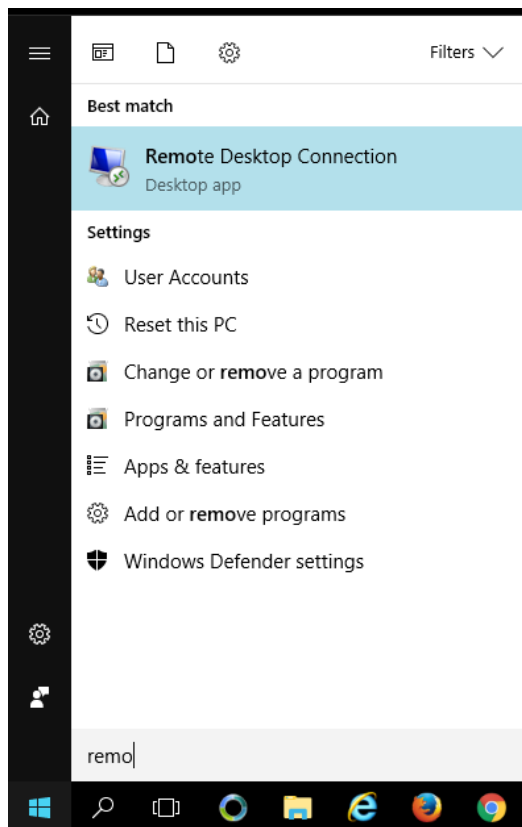 Filters
Best match
Remote Desktop Connection
Desktop app
Settings
User Accounts
Reset this PC
Change or remove a program
Programs and Features
Apps & features
Add or remove programs
Windows Defender settings
remo